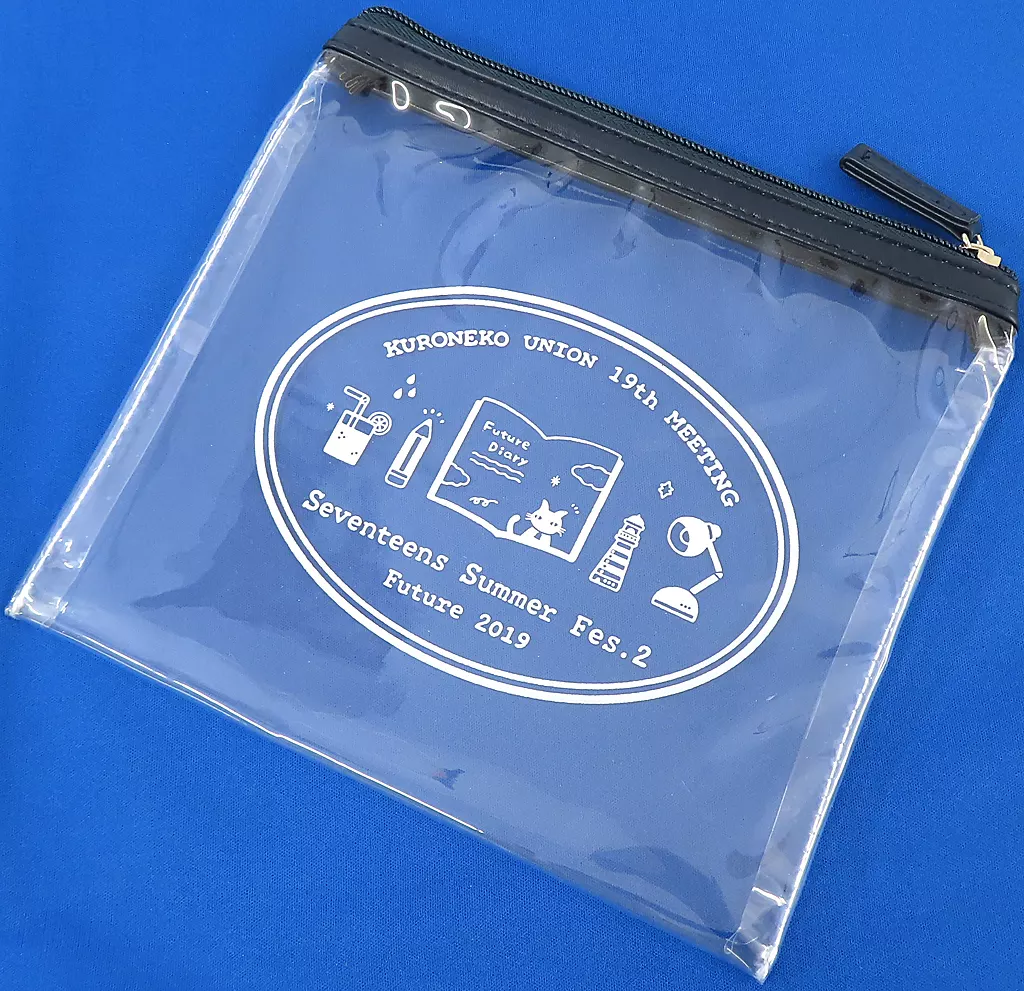 KURONEKO UNION 19th MEETING
Future
Diary
Seventeens Summer Fes.2
Future 2019